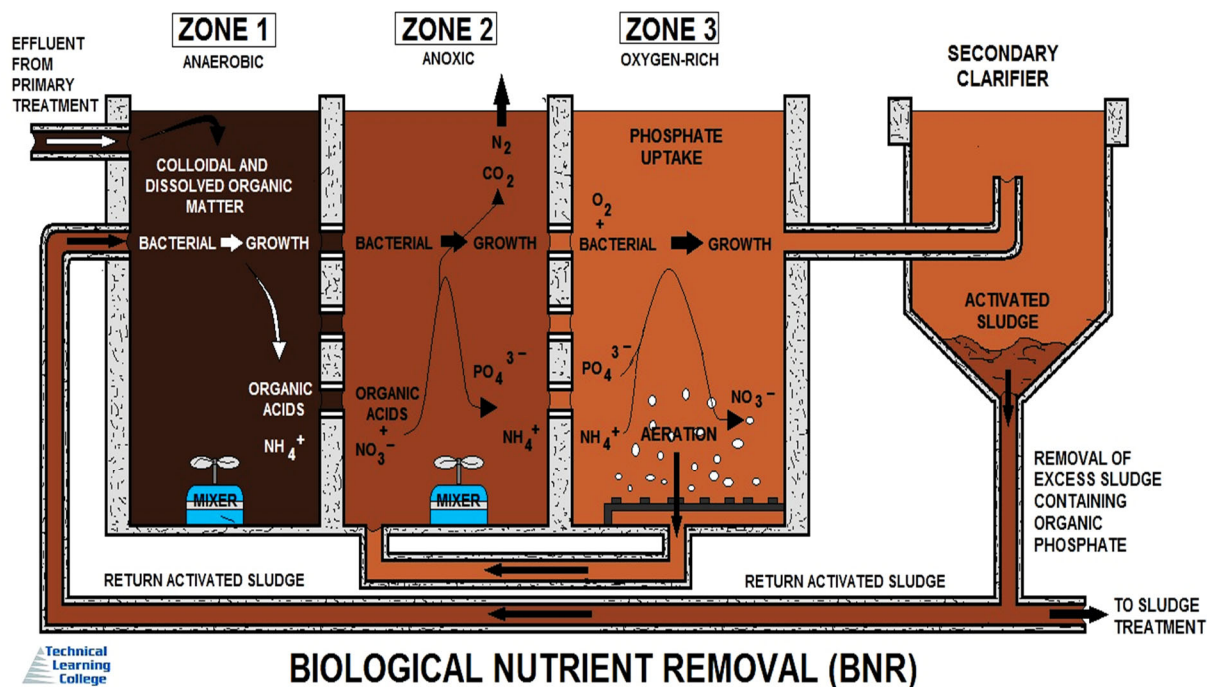 ZONE 1
ANAEROBIC
ZONE 2
ANOXIC
ZONE 3
OXYGEN-RICH
EFFLUENT
FROM
PRIMARY
TREATMENT
SECONDARY
CLARIFIER
COLLOIDAL AND
DISSOLVED ORGANIC
MATTER
BACTERIAL GROWTH
ORGANIC
ACIDS
NH₄⁺
MIXER
N₂
CO₂
BACTERIAL GROWTH
ORGANIC
ACIDS
+
NO₃⁻
PO₄³⁻
NH₄⁺
MIXER
PHOSPHATE
UPTAKE
O₂
+
BACTERIAL GROWTH
PO₄³⁻
NH₄⁺
NO₃⁻
AERATION
ACTIVATED
SLUDGE
REMOVAL OF
EXCESS SLUDGE
CONTAINING
ORGANIC
PHOSPHATE
RETURN ACTIVATED SLUDGE
RETURN ACTIVATED SLUDGE
TO SLUDGE
TREATMENT
Technical
Learning
College
BIOLOGICAL NUTRIENT REMOVAL (BNR)